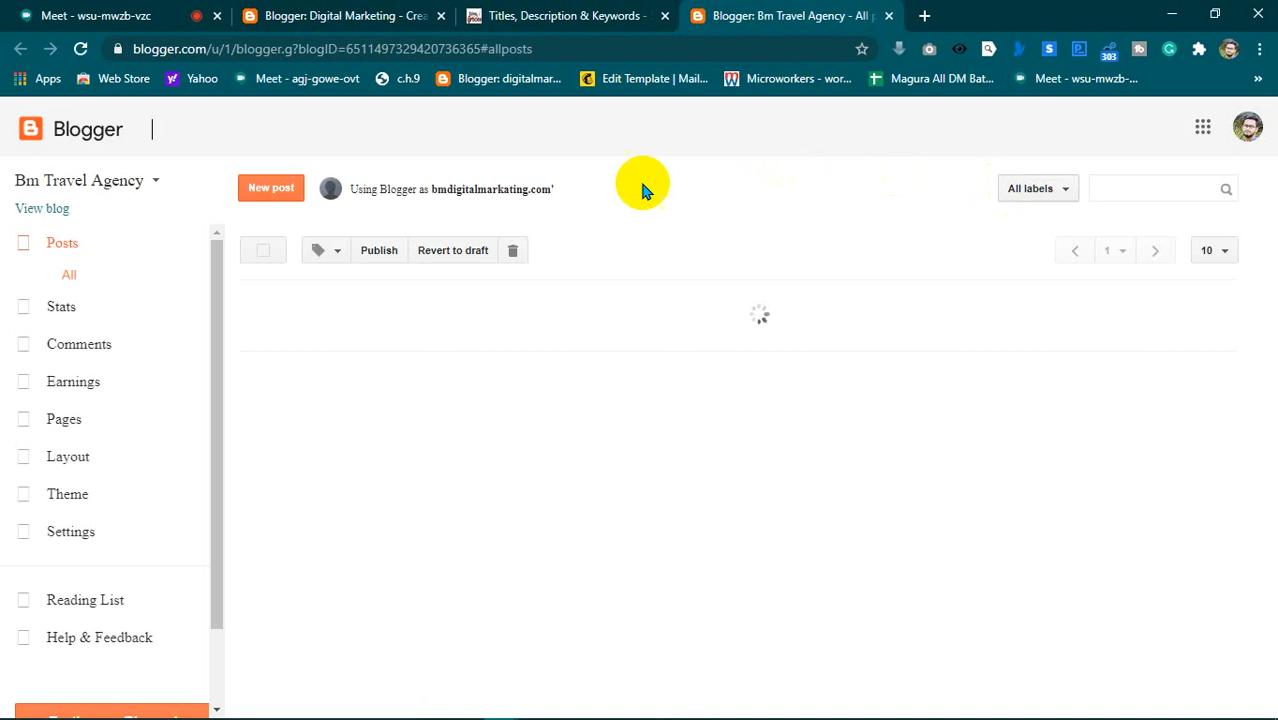 Meet - wsu-mwzb-vzc
Blogger: Digital Marketing - Crea
Titles, Description & Keywords -
Blogger: Bm Travel Agency - All p
blogger.com/u/1/blogger.g?blogID=6511497329420736365#allposts
303
Apps
Web Store
Yahoo
Meet - agj-gowe-ovt
c.h.9
Blogger: digitalmar...
Edit Template | Mail...
Microworkers - wor...
Magura All DM Bat...
Meet - wsu-mwzb-...
Blogger
Bm Travel Agency
View blog
New post
Using Blogger as bmdigitalmarkating.com'
All labels
Posts
All
Publish
Revert to draft
1
10
Stats
Comments
Earnings
Pages
Layout
Theme
Settings
Reading List
Help & Feedback